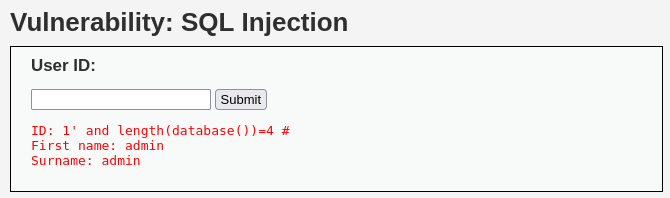 Vulnerability: SQL Injection
User ID:
Submit
ID: 1' and length(database())=4 #
First name: admin
Surname: admin